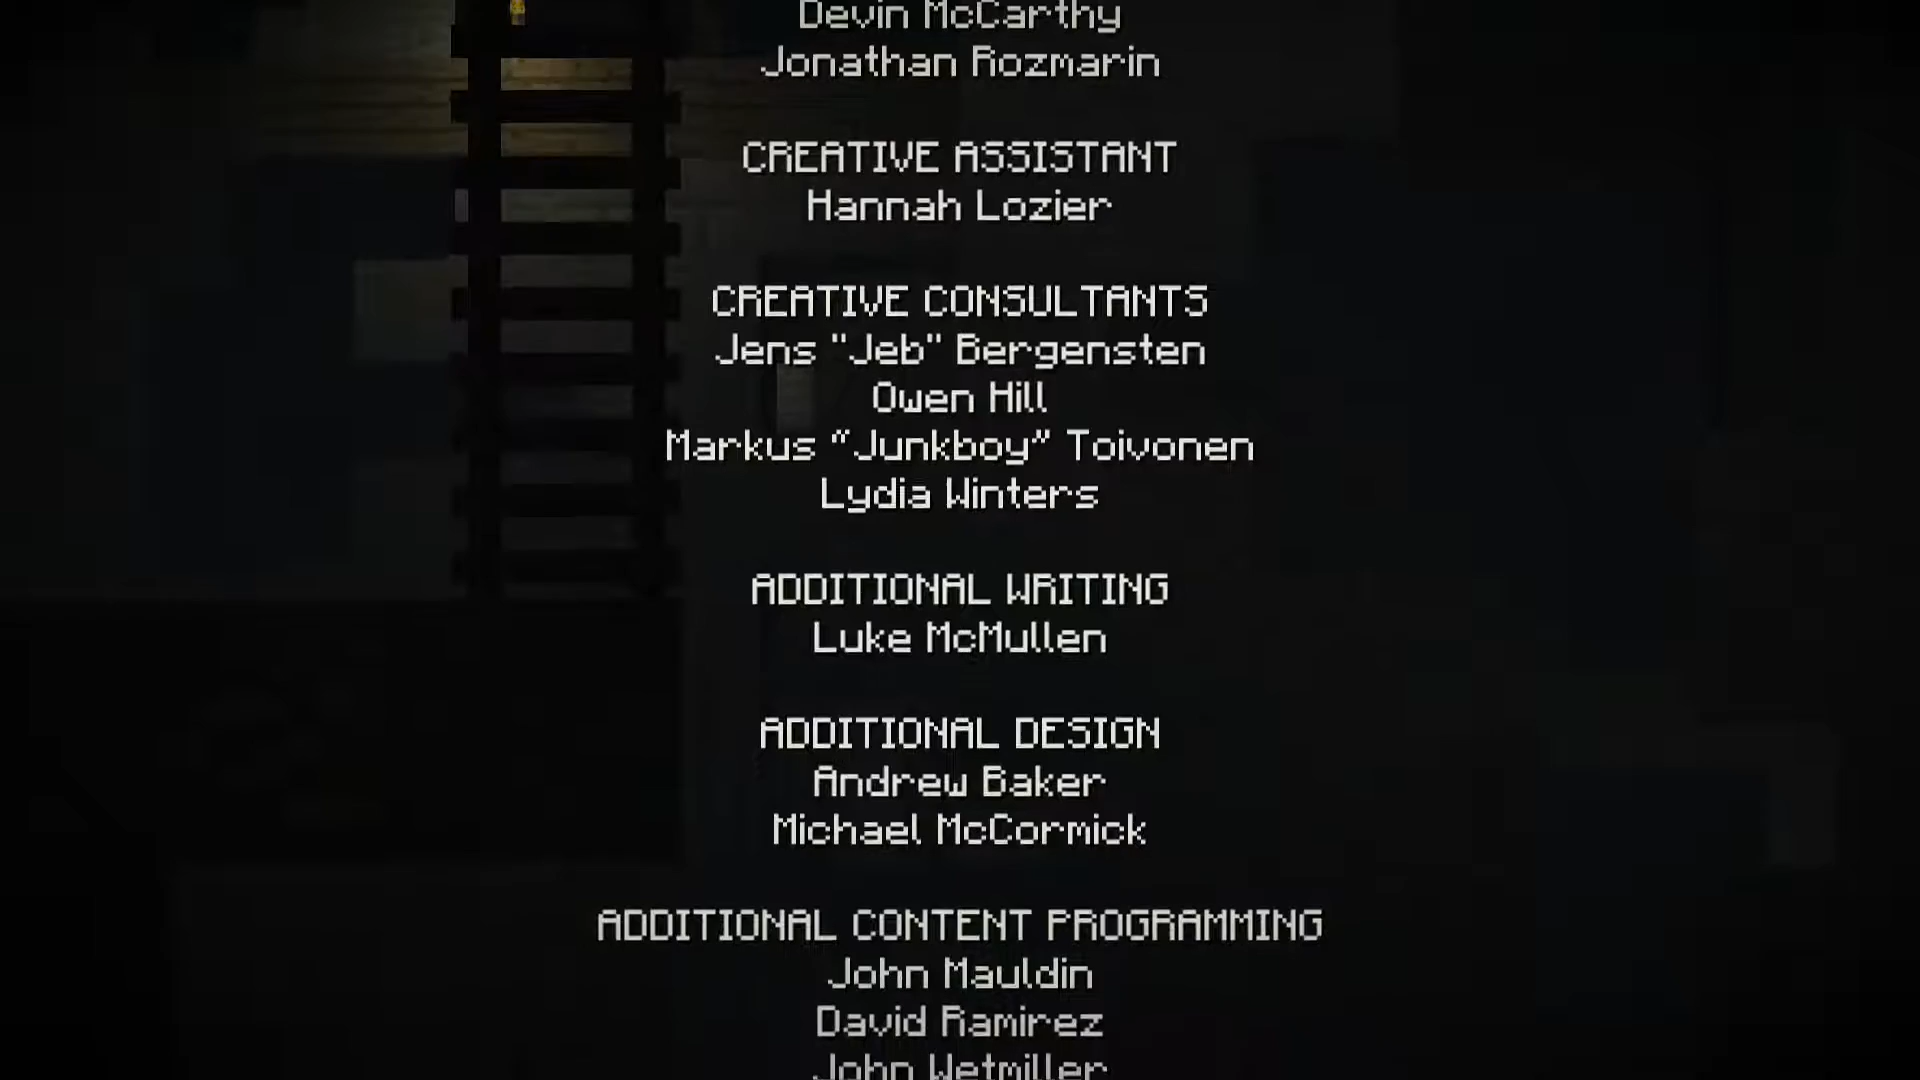 Devin McCarthy
Jonathan Rozmarin
CREATIVE ASSISTANT
Hannah Lozier
CREATIVE CONSULTANTS
Jens "Jeb" Bergensten
Owen Hill
Markus “Junkboy” Toivonen
Lydia Winters
ADDITIONAL WRITING
Luke McMullen
ADDITIONAL DESIGN
Andrew Baker
Michael McCormick
ADDITIONAL CONTENT PROGRAMMING
John Mauldin
David Ramirez
John Wetmiller